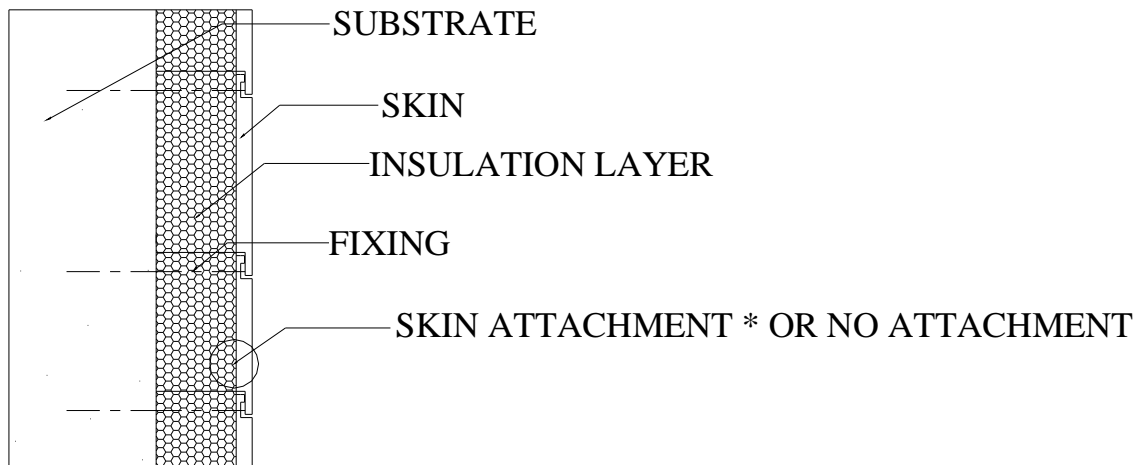 SUBSTRATE
SKIN
INSULATION LAYER
FIXING
SKIN ATTACHMENT * OR NO ATTACHMENT